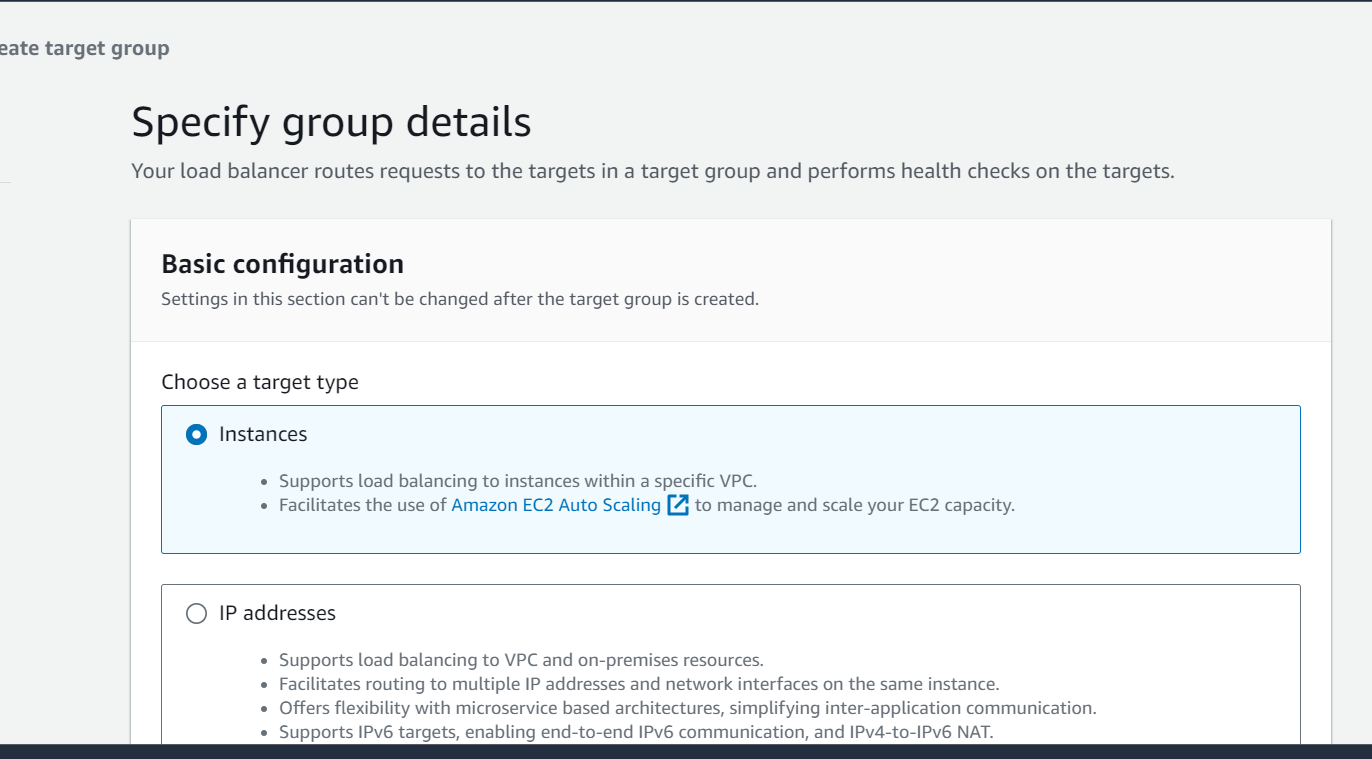 eate target group
Specify group details
Your load balancer routes requests to the targets in a target group and performs health checks on the targets.
Basic configuration
Settings in this section can't be changed after the target group is created.
Choose a target type
Instances
Supports load balancing to instances within a specific VPC.
Facilitates the use of Amazon EC2 Auto Scaling to manage and scale your EC2 capacity.
IP addresses
Supports load balancing to VPC and on-premises resources.
Facilitates routing to multiple IP addresses and network interfaces on the same instance.
Offers flexibility with microservice based architectures, simplifying inter-application communication.
Supports IPv6 targets, enabling end-to-end IPv6 communication, and IPv4-to-IPv6 NAT.